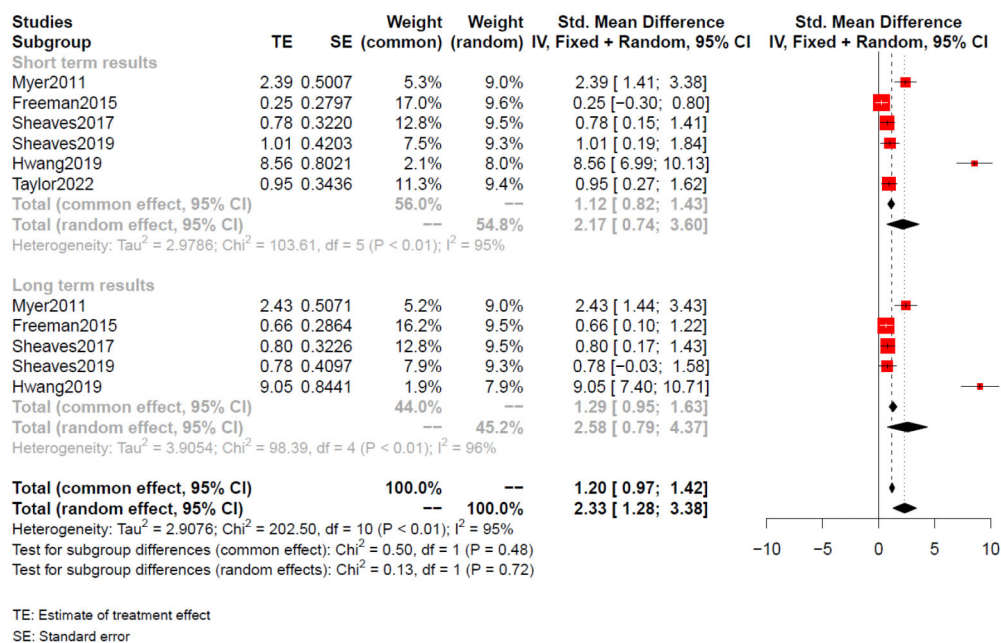 Studies Weight Weight Std. Mean Difference Std. Mean Difference
Subgroup TE SE (common) (random) IV, Fixed + Random, 95% CI IV, Fixed + Random, 95% CI
Short term results
Myer2011 2.39 0.5007 5.3% 9.0% 2.39 [ 1.41; 3.38]
Freeman2015 0.25 0.2797 17.0% 9.6% 0.25 [−0.30; 0.80]
Sheaves2017 0.78 0.3220 12.8% 9.5% 0.78 [ 0.15; 1.41]
Sheaves2019 1.01 0.4203 7.5% 9.3% 1.01 [ 0.19; 1.84]
Hwang2019 8.56 0.8021 2.1% 8.0% 8.56 [ 6.99; 10.13]
Taylor2022 0.95 0.3436 11.3% 9.4% 0.95 [ 0.27; 1.62]
Total (common effect, 95% CI) 56.0% −− 1.12 [ 0.82; 1.43]
Total (random effect, 95% CI) −− 54.8% 2.17 [ 0.74; 3.60]
Heterogeneity: Tau² = 2.9786; Chi² = 103.61, df = 5 (P < 0.01); I² = 95%
Long term results
Myer2011 2.43 0.5071 5.2% 9.0% 2.43 [ 1.44; 3.43]
Freeman2015 0.66 0.2864 16.2% 9.5% 0.66 [ 0.10; 1.22]
Sheaves2017 0.80 0.3226 12.8% 9.5% 0.80 [ 0.17; 1.43]
Sheaves2019 0.78 0.4097 7.9% 9.3% 0.78 [−0.03; 1.58]
Hwang2019 9.05 0.8441 1.9% 7.9% 9.05 [ 7.40; 10.71]
Total (common effect, 95% CI) 44.0% −− 1.29 [ 0.95; 1.63]
Total (random effect, 95% CI) −− 45.2% 2.58 [ 0.79; 4.37]
Heterogeneity: Tau² = 3.9054; Chi² = 98.39, df = 4 (P < 0.01); I² = 96%
Total (common effect, 95% CI) 100.0% −− 1.20 [ 0.97; 1.42]
Total (random effect, 95% CI) −− 100.0% 2.33 [ 1.28; 3.38]
Heterogeneity: Tau² = 2.9076; Chi² = 202.50, df = 10 (P < 0.01); I² = 95%
Test for subgroup differences (common effect): Chi² = 0.50, df = 1 (P = 0.48)
Test for subgroup differences (random effects): Chi² = 0.13, df = 1 (P = 0.72)
−10 −5 0 5 10
TE: Estimate of treatment effect
SE: Standard error